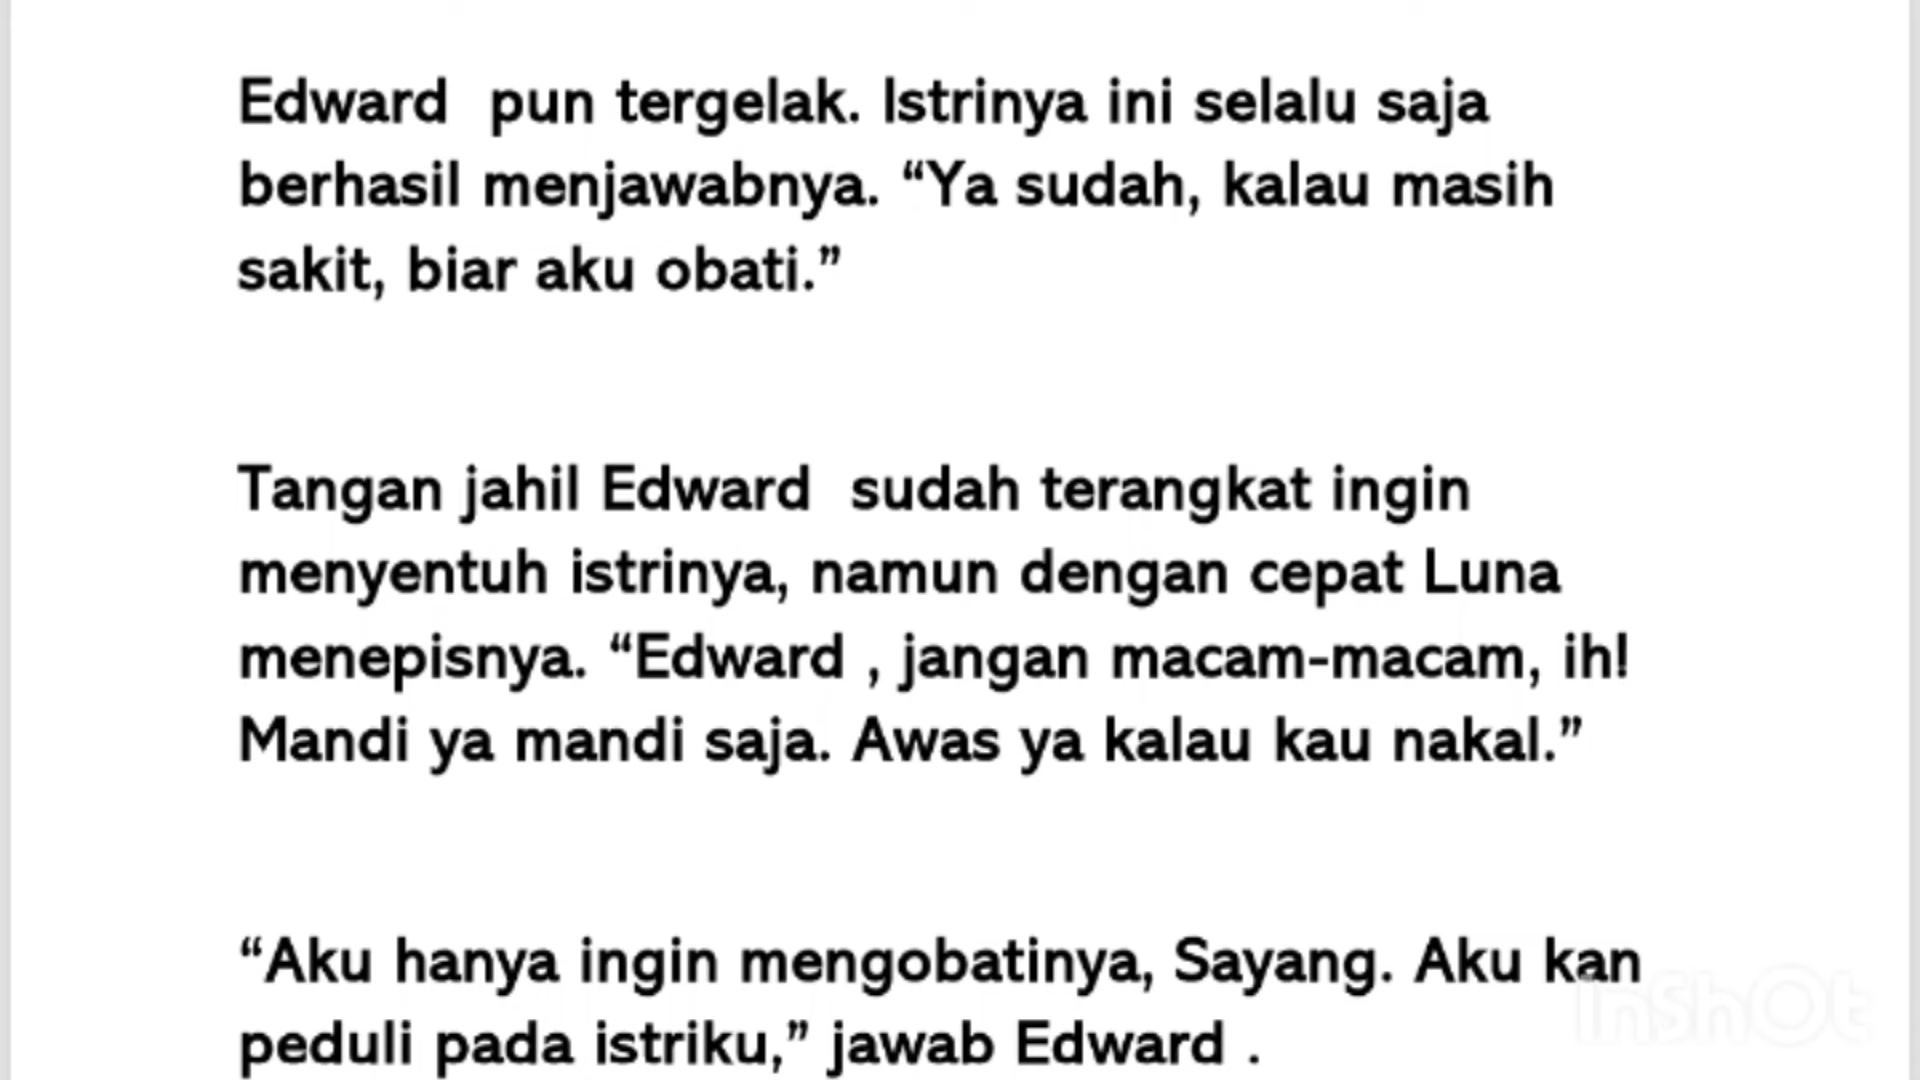 Edward  pun tergelak. Istrinya ini selalu saja
berhasil menjawabnya. “Ya sudah, kalau masih
sakit, biar aku obati.”
Tangan jahil Edward  sudah terangkat ingin
menyentuh istrinya, namun dengan cepat Luna
menepisnya. “Edward , jangan macam-macam, ih!
Mandi ya mandi saja. Awas ya kalau kau nakal.”
“Aku hanya ingin mengobatinya, Sayang. Aku kan
peduli pada istriku,” jawab Edward .
InShOt